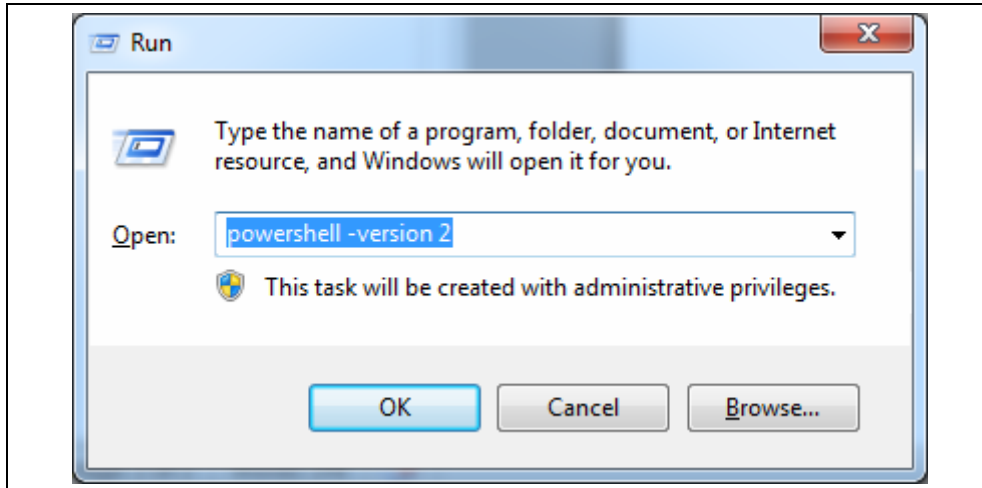 Run
Type the name of a program, folder, document, or Internet
resource, and Windows will open it for you.
Open: powershell -version 2
This task will be created with administrative privileges.
OK Cancel Browse...